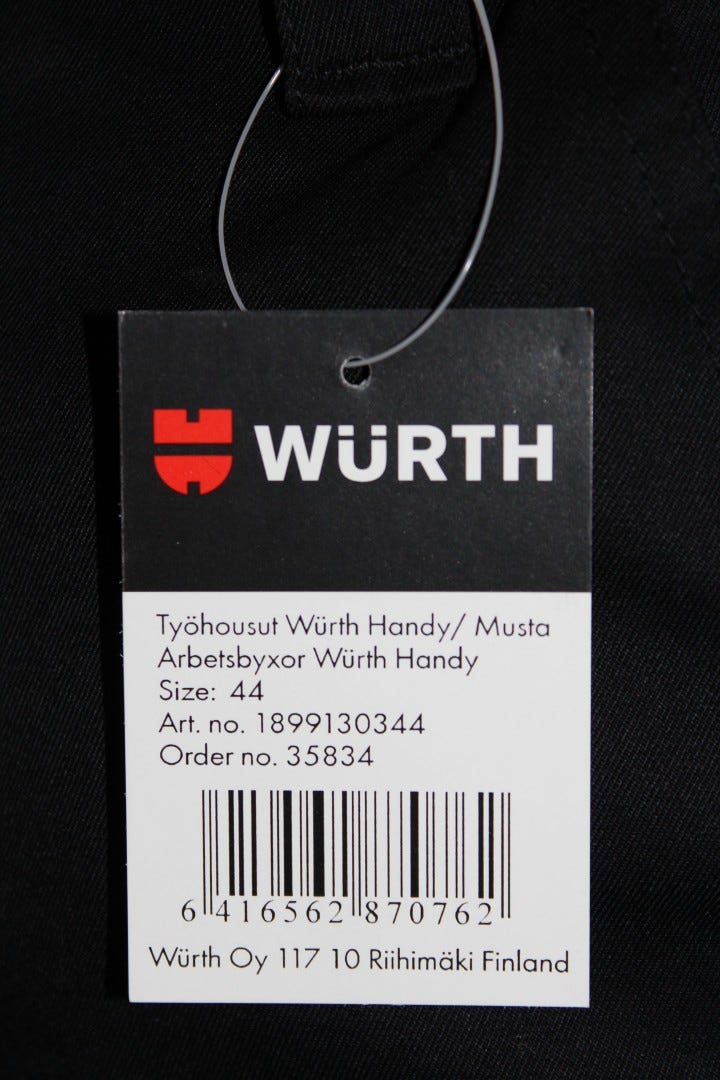 WÜRTH
Työhousut Würth Handy/ Musta
Arbetsbyxor Würth Handy
Size: 44
Art. no. 1899130344
Order no. 35834
6 416562 870762
Würth Oy 117 10 Riihimäki Finland